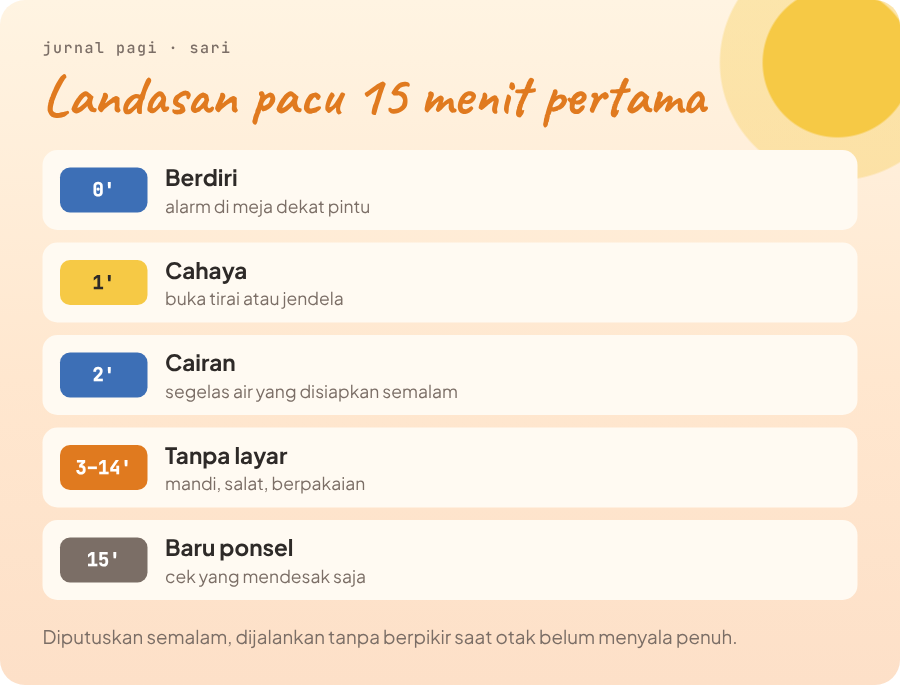 jurnal pagi · sari
Landasan pacu 15 menit pertama
0'
Berdiri
alarm di meja dekat pintu
1'
Cahaya
buka tirai atau jendela
2'
Cairan
segelas air yang disiapkan semalam
3–14'
Tanpa layar
mandi, salat, berpakaian
15'
Baru ponsel
cek yang mendesak saja
Diputuskan semalam, dijalankan tanpa berpikir saat otak belum menyala penuh.